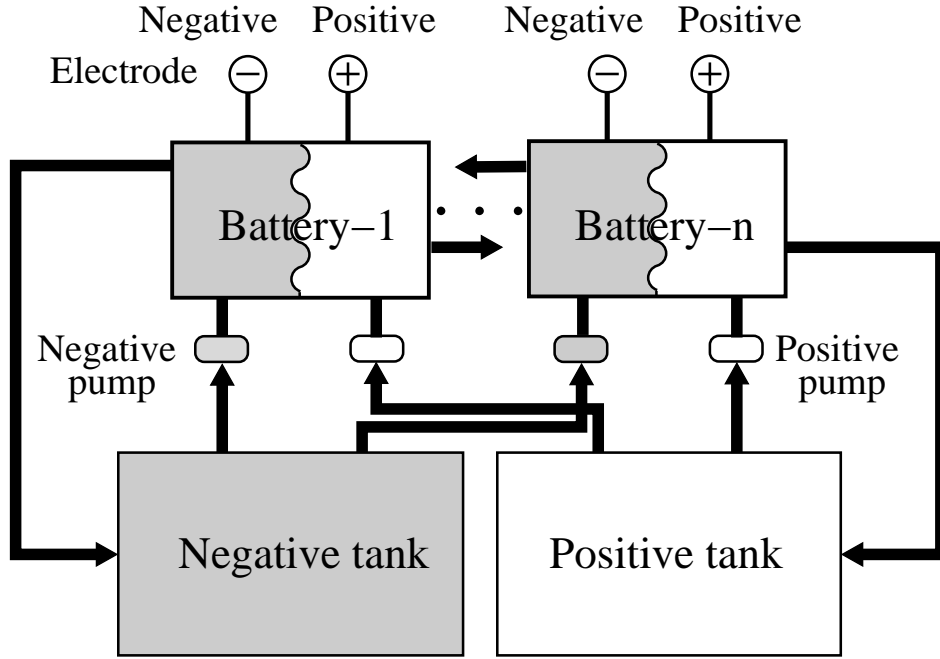 Negative Positive Negative Positive
Electrode − + − +
Battery−1 . . . Battery−n
Negative pump
Positive pump
Negative tank Positive tank